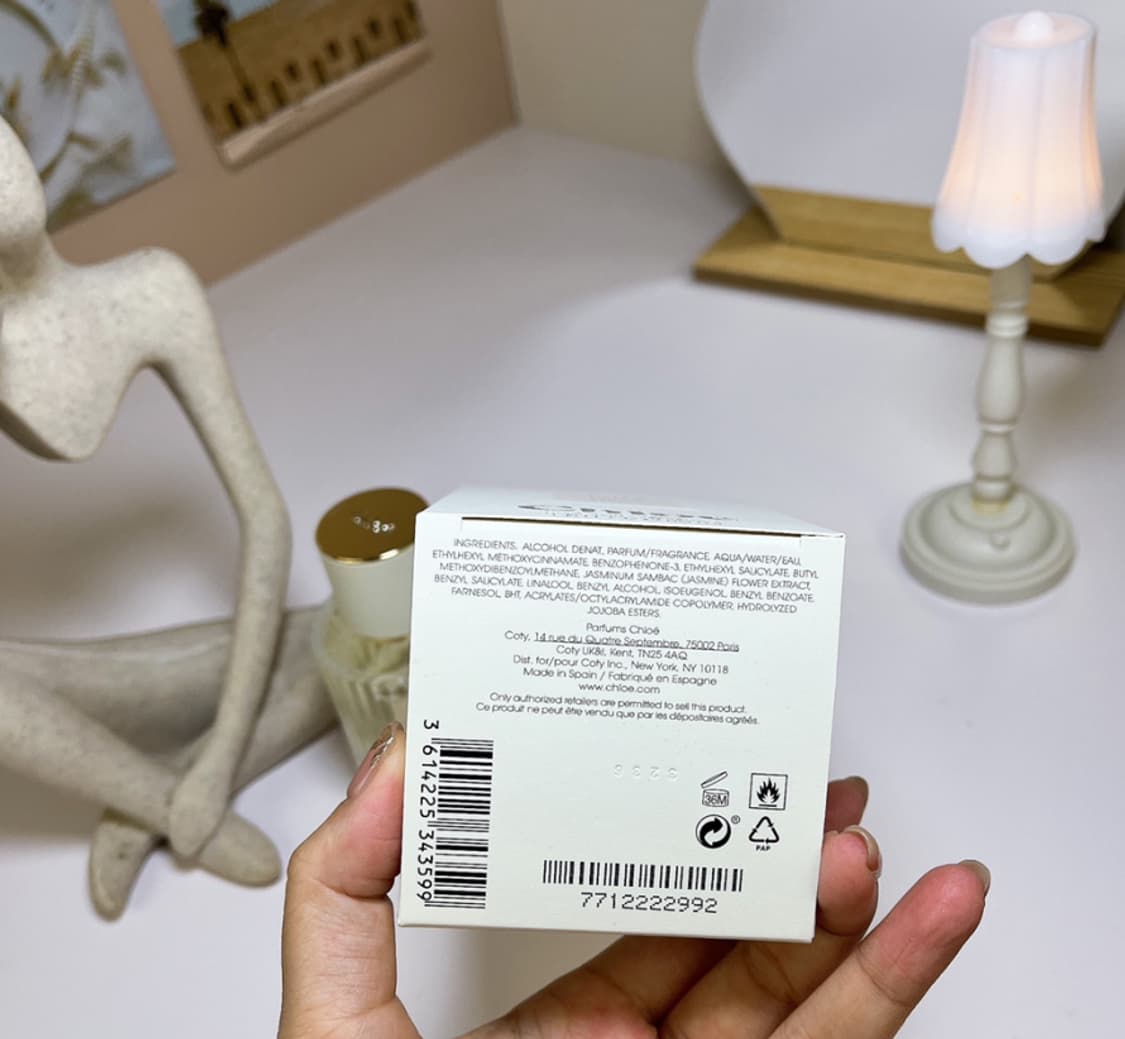 Chloé
INGREDIENTS. ALCOHOL DENAT, PARFUM/FRAGRANCE, AQUA/WATER/EAU,
ETHYLHEXYL METHOXYCINNAMATE, BENZOPHENONE-3, ETHYLHEXYL SALICYLATE, BUTYL
METHOXYDIBENZOYLMETHANE, JASMINUM SAMBAC (JASMINE) FLOWER EXTRACT,
BENZYL SALICYLATE, LINALOOL, BENZYL ALCOHOL, ISOEUGENOL, BENZYL BENZOATE,
FARNESOL, BHT, ACRYLATES/OCTYLACRYLAMIDE COPOLYMER, HYDROLYZED
JOJOBA ESTERS.
Parfums Chloé
Coty, 14 rue du Quatre Septembre, 75002 Paris
Coty UK&I, Kent, TN25 4AQ
Dist. for/pour Coty Inc., New York, NY 10118
Made in Spain / Fabriqué en Espagne
www.chloe.com
Only authorized retailers are permitted to sell this product.
Ce produit ne peut être vendu que par les dépositaires agréés.
3 614225 343599
36M
®
PAP
7712222992